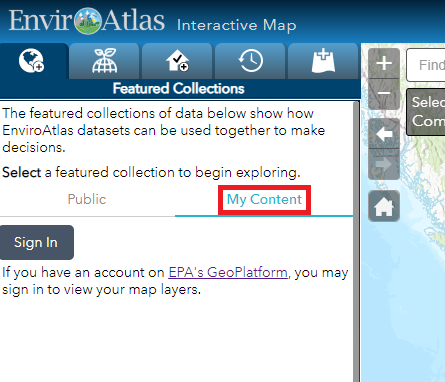 EnviroAtlas Interactive Map
Featured Collections
The featured collections of data below show how
EnviroAtlas datasets can be used together to make
decisions.
Select a featured collection to begin exploring.
Public My Content
Sign In
If you have an account on EPA's GeoPlatform, you may
sign in to view your map layers.
+
Find
−
Selec
Com